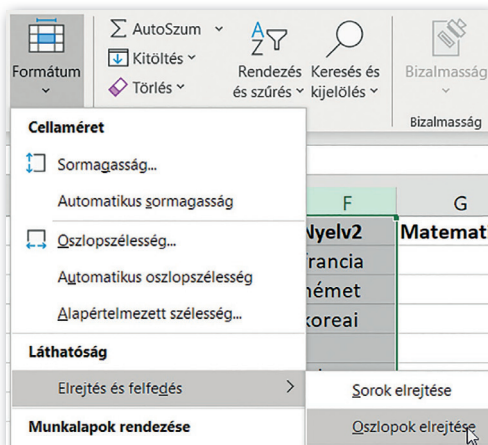 Formátum
AutoSzum
Kitöltés
Törlés
Rendezés
és szűrés
Keresés és
kijelölés
Bizalmasság
Bizalmasság
Cellaméret
Sormagasság...
Automatikus sormagasság
Oszlopszélesség...
Automatikus oszlopszélesség
Alapértelmezett szélesség...
Láthatóság
Elrejtés és felfedés
Munkalapok rendezése
Sorok elrejtése
Oszlopok elrejtése
F
G
Nyelv2
Matemat
francia
német
koreai